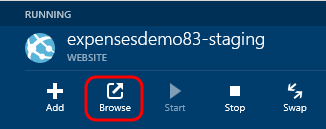 RUNNING
expensesdemo83-staging
WEBSITE
Add Browse Start Stop Swap